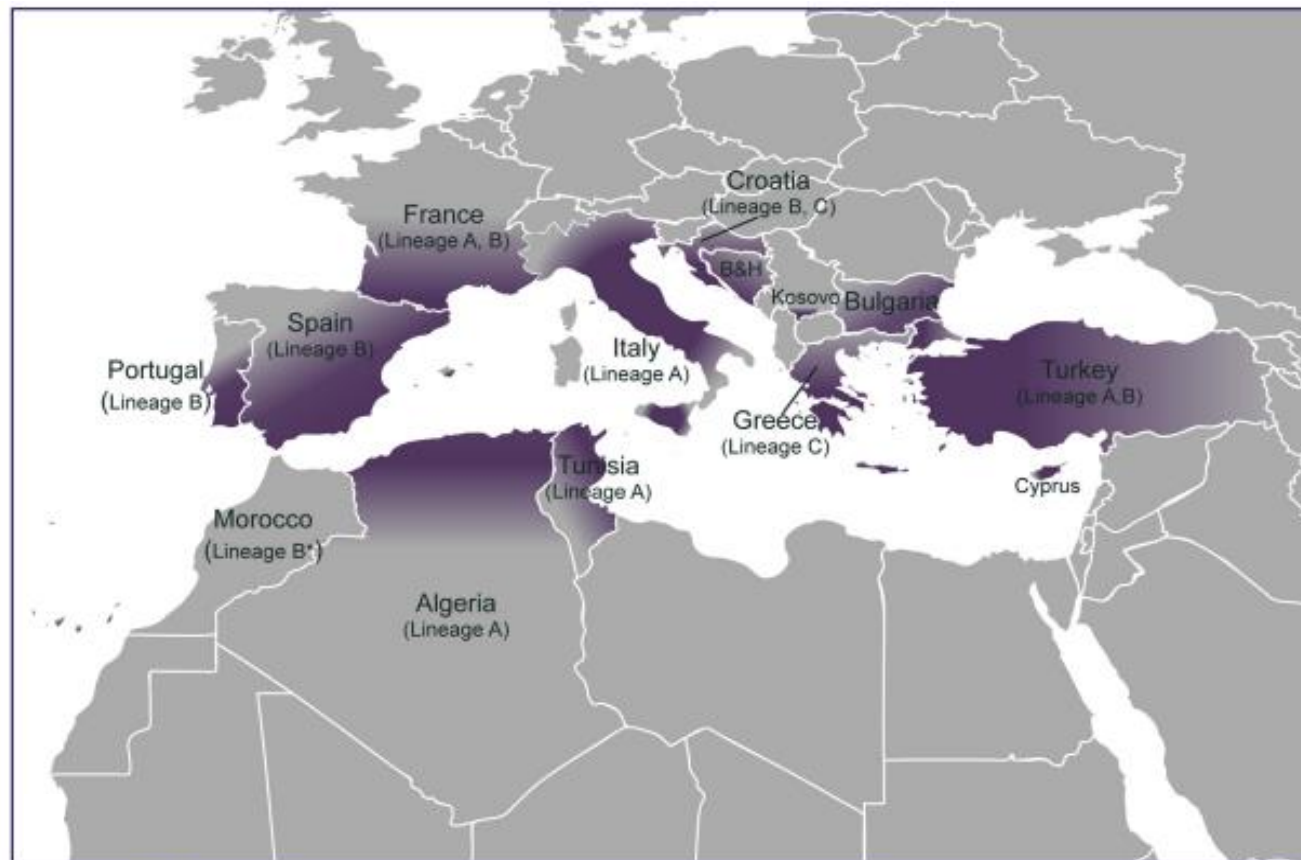 Croatia
(Lineage B, C)
France
(Lineage A, B)
B&H
Kosovo
Bulgaria
Spain
(Lineage B)
Portugal
(Lineage B)
Italy
(Lineage A)
Turkey
(Lineage A,B)
Greece
(Lineage C)
Tunisia
(Lineage A)
Cyprus
Morocco
(Lineage B*)
Algeria
(Lineage A)